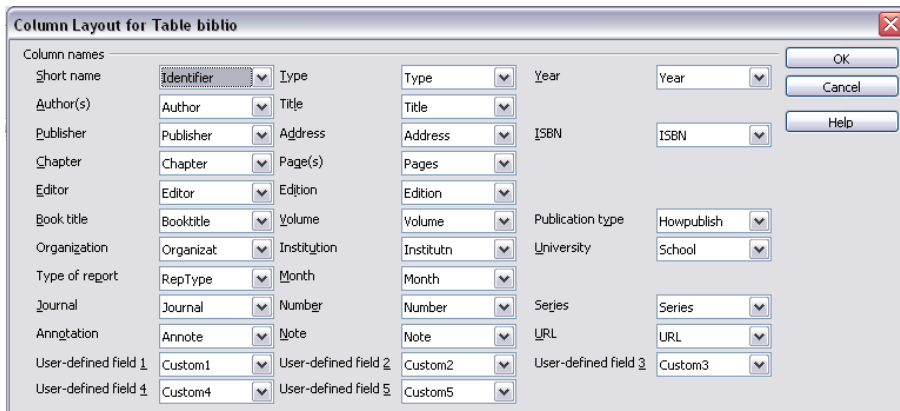 Column Layout for Table biblio
Column names
Short name Identifier Type Type Year Year OK
Author(s) Author Title Title Cancel
Publisher Publisher Address Address ISBN ISBN Help
Chapter Chapter Page(s) Pages
Editor Editor Edition Edition
Book title Booktitle Volume Volume Publication type Howpublish
Organization Organizat Institution Institutn University School
Type of report RepType Month Month
Journal Journal Number Number Series Series
Annotation Annote Note Note URL URL
User-defined field 1 Custom1 User-defined field 2 Custom2 User-defined field 3 Custom3
User-defined field 4 Custom4 User-defined field 5 Custom5